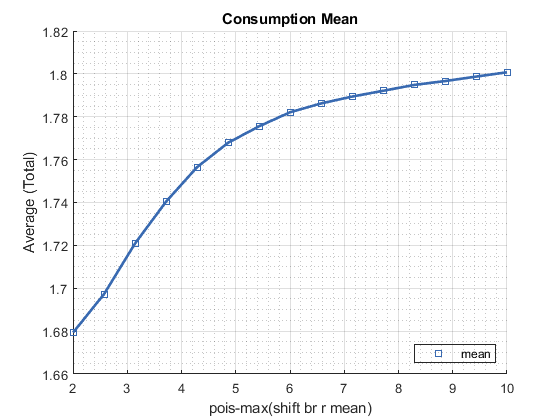 Consumption Mean
1.82
1.8
1.78
1.76
1.74
1.72
1.7
1.68
1.66
Average (Total)
2 3 4 5 6 7 8 9 10
pois-max(shift br r mean)
mean